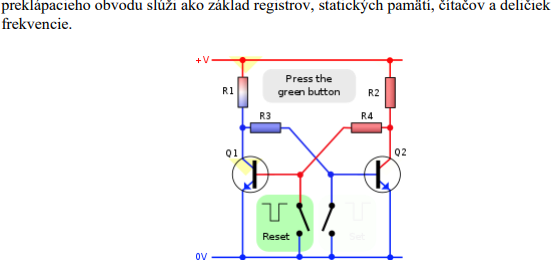 preklápacieho obvodu slúži ako základ registrov, statických pamätí, čítačov a deličiek
frekvencie.
+V
Press the
green button
R1
R2
R3
R4
Q1
Q2
Reset
Set
0V